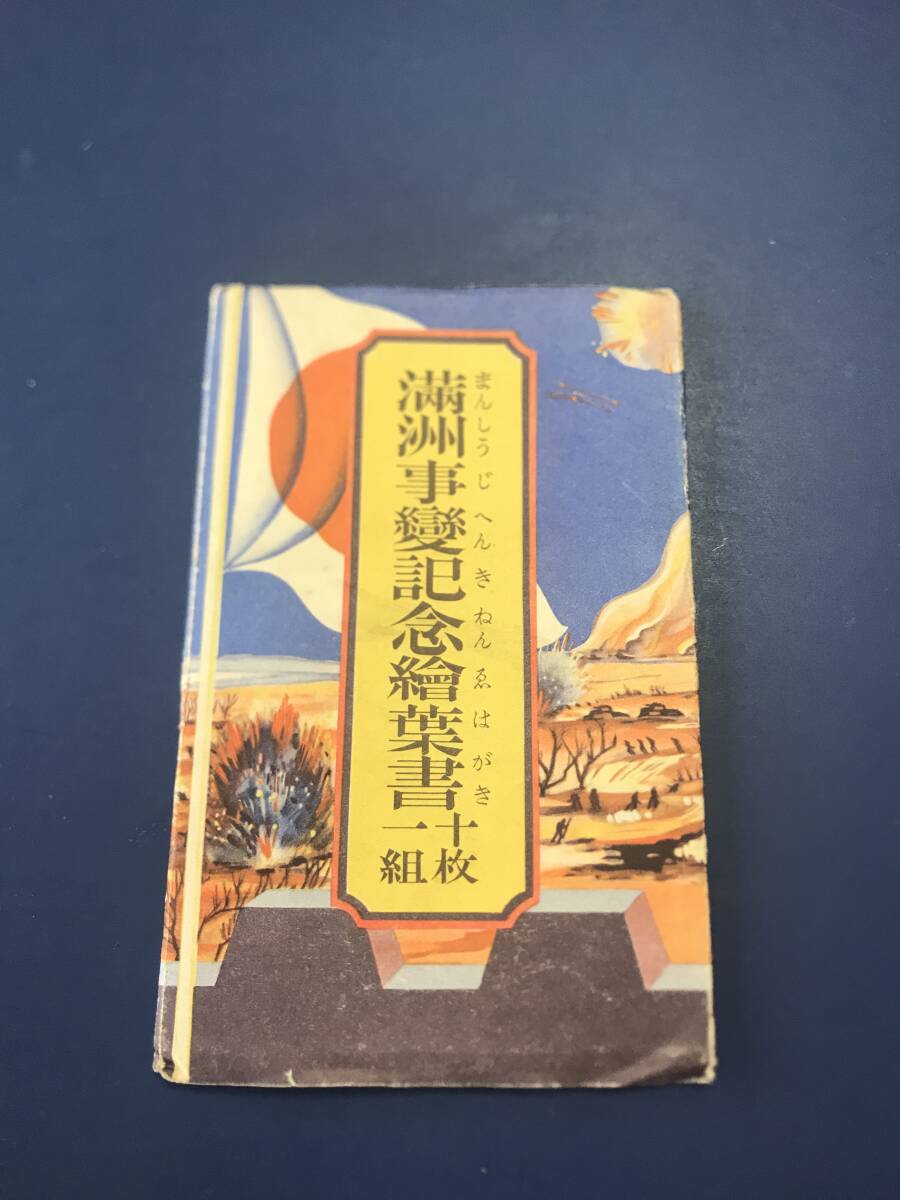 滿洲事變記念繪葉書
まんしうじへんきねんゑはがき
十枚
一組